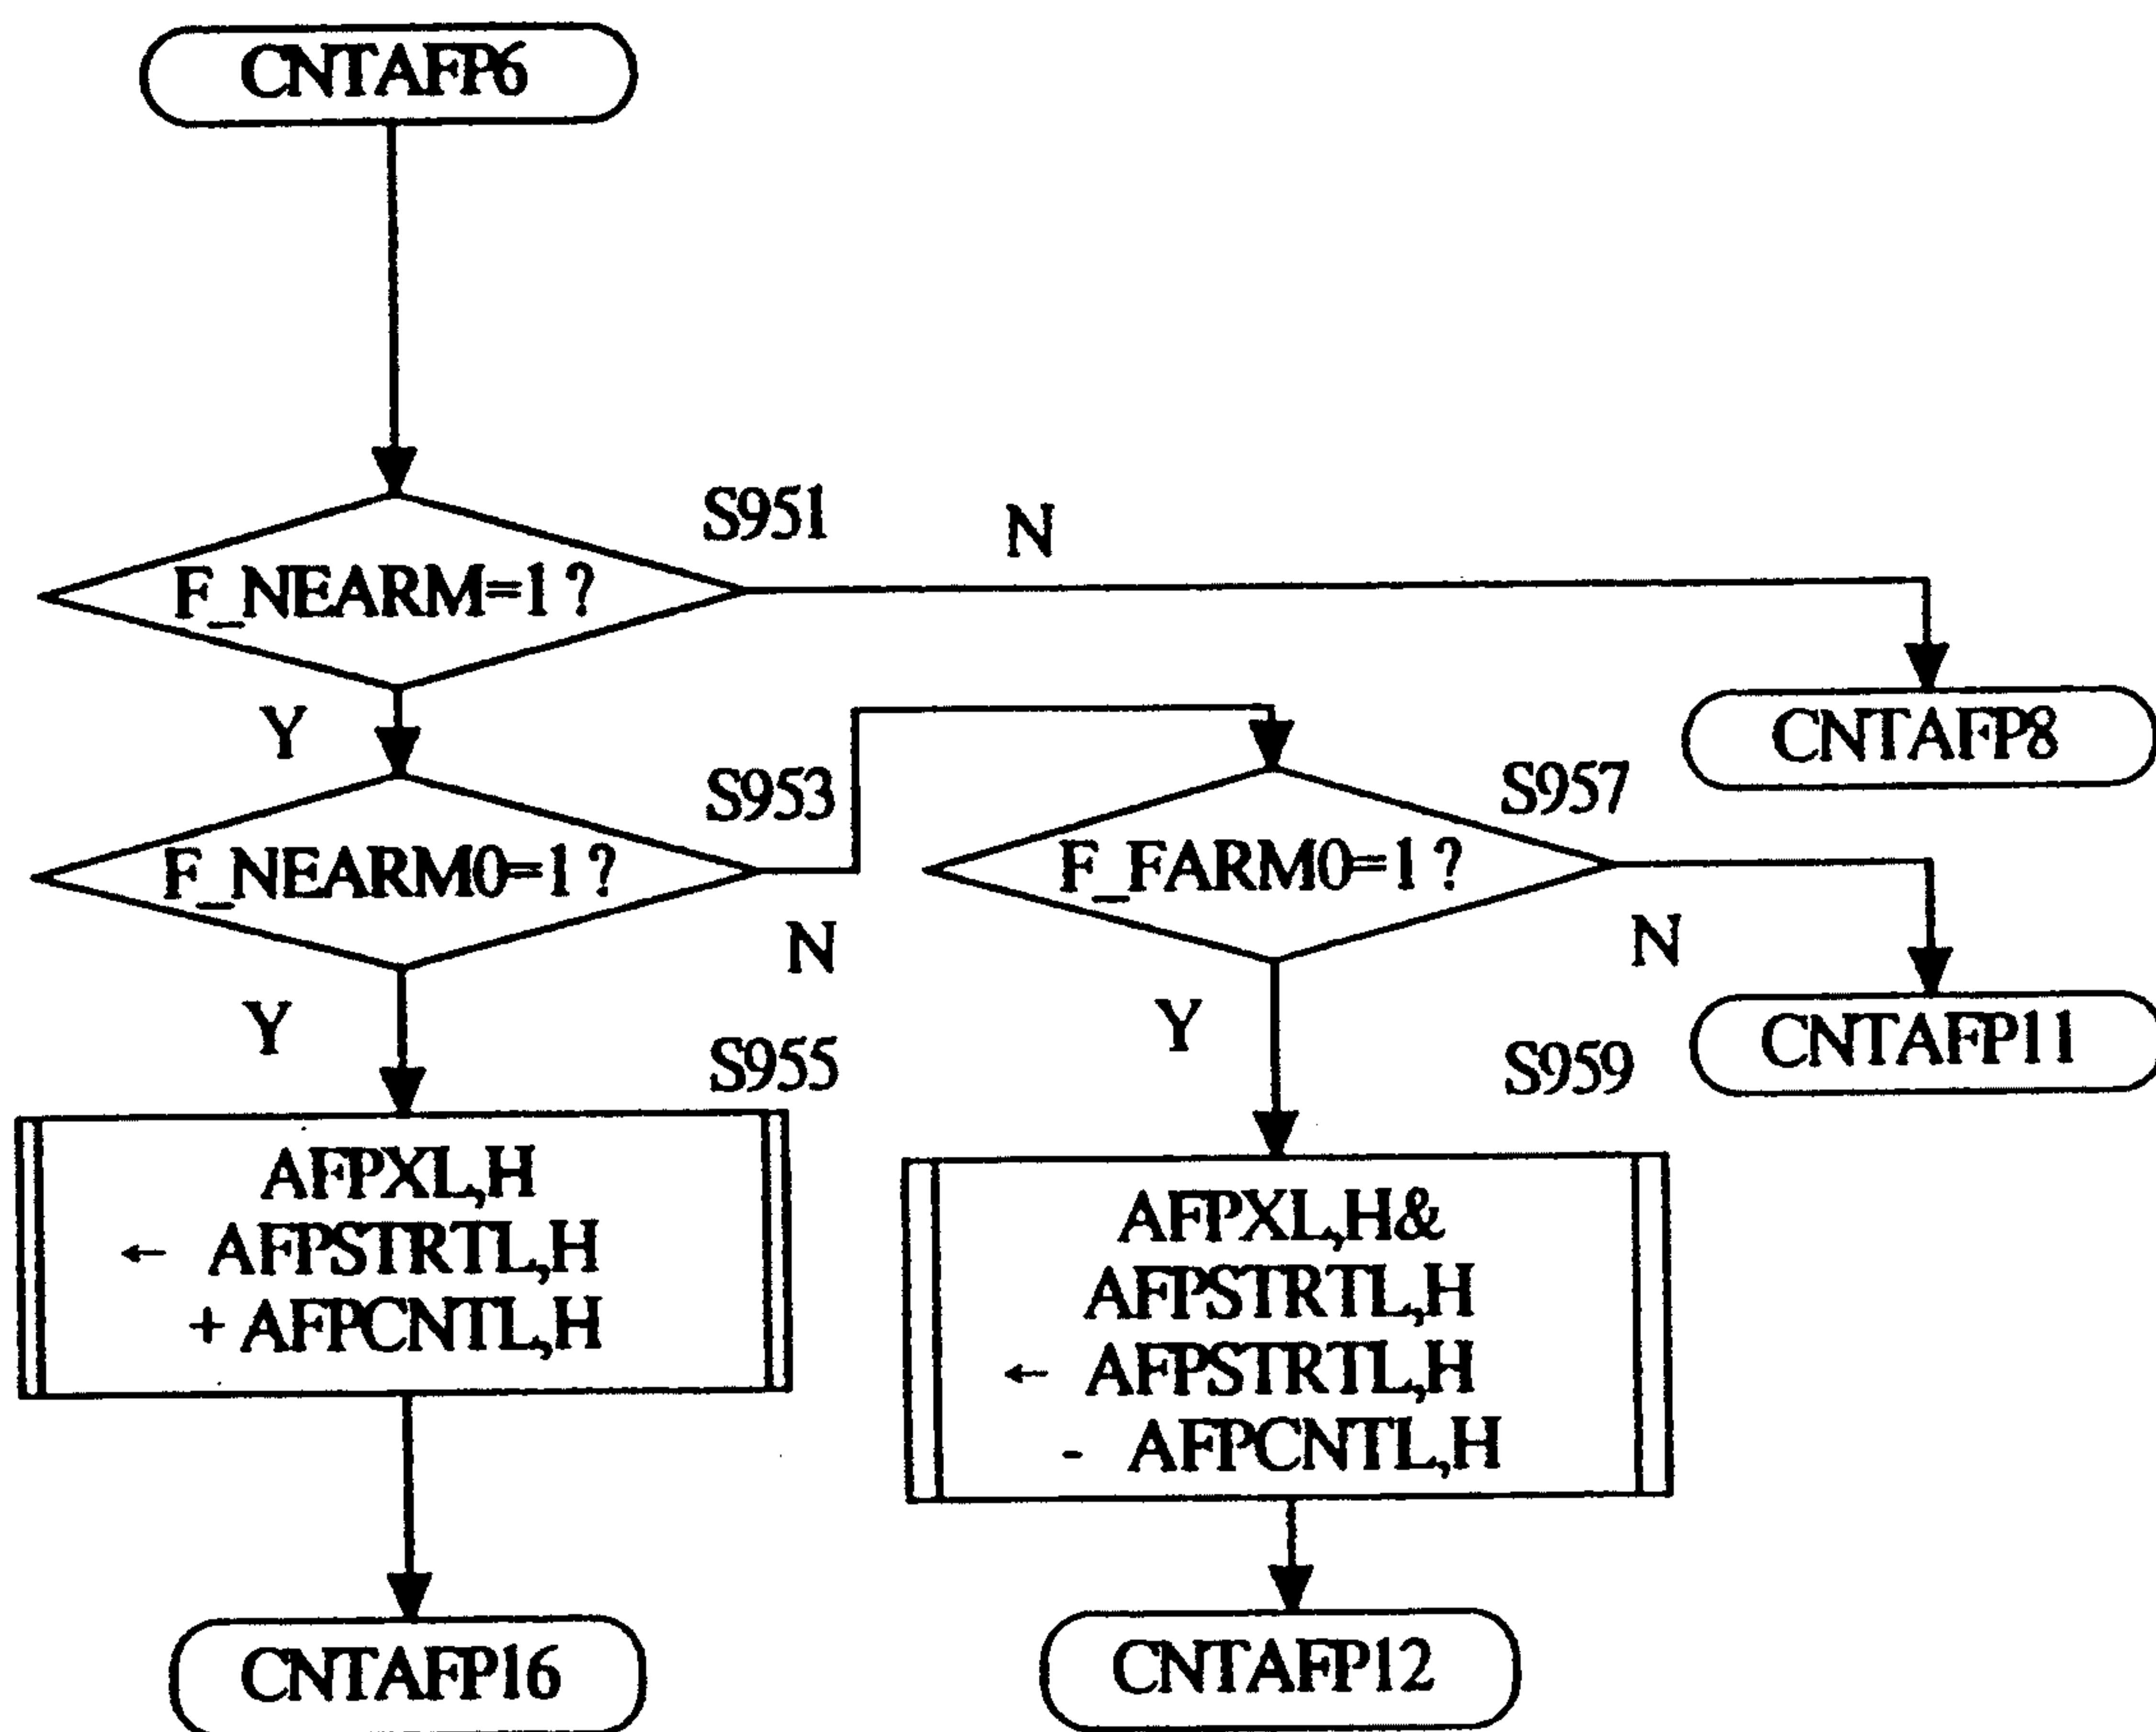 CNTAFP6
S951
N
F_NEARM=1 ?
Y
CNTAFP8
S953
S957
F_NEARM0=1 ?
F_FARM0=1 ?
N
N
Y
Y
CNTAFP11
S955
S959
AFPXL,H
← AFPSTRTL,H
+ AFPCNTL,H
AFPXL,H&
AFPSTRTL,H
← AFPSTRTL,H
- AFPCNTL,H
CNTAFP16
CNTAFP12